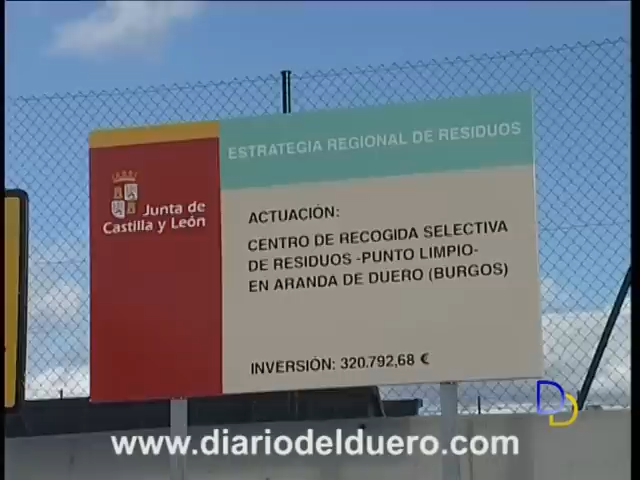 ESTRATEGIA REGIONAL DE RESIDUOS
Junta de
Castilla y León
ACTUACIÓN:
CENTRO DE RECOGIDA SELECTIVA
DE RESIDUOS -PUNTO LIMPIO-
EN ARANDA DE DUERO (BURGOS)
INVERSIÓN: 320.792,68 €
DD
www.diariodelduero.com